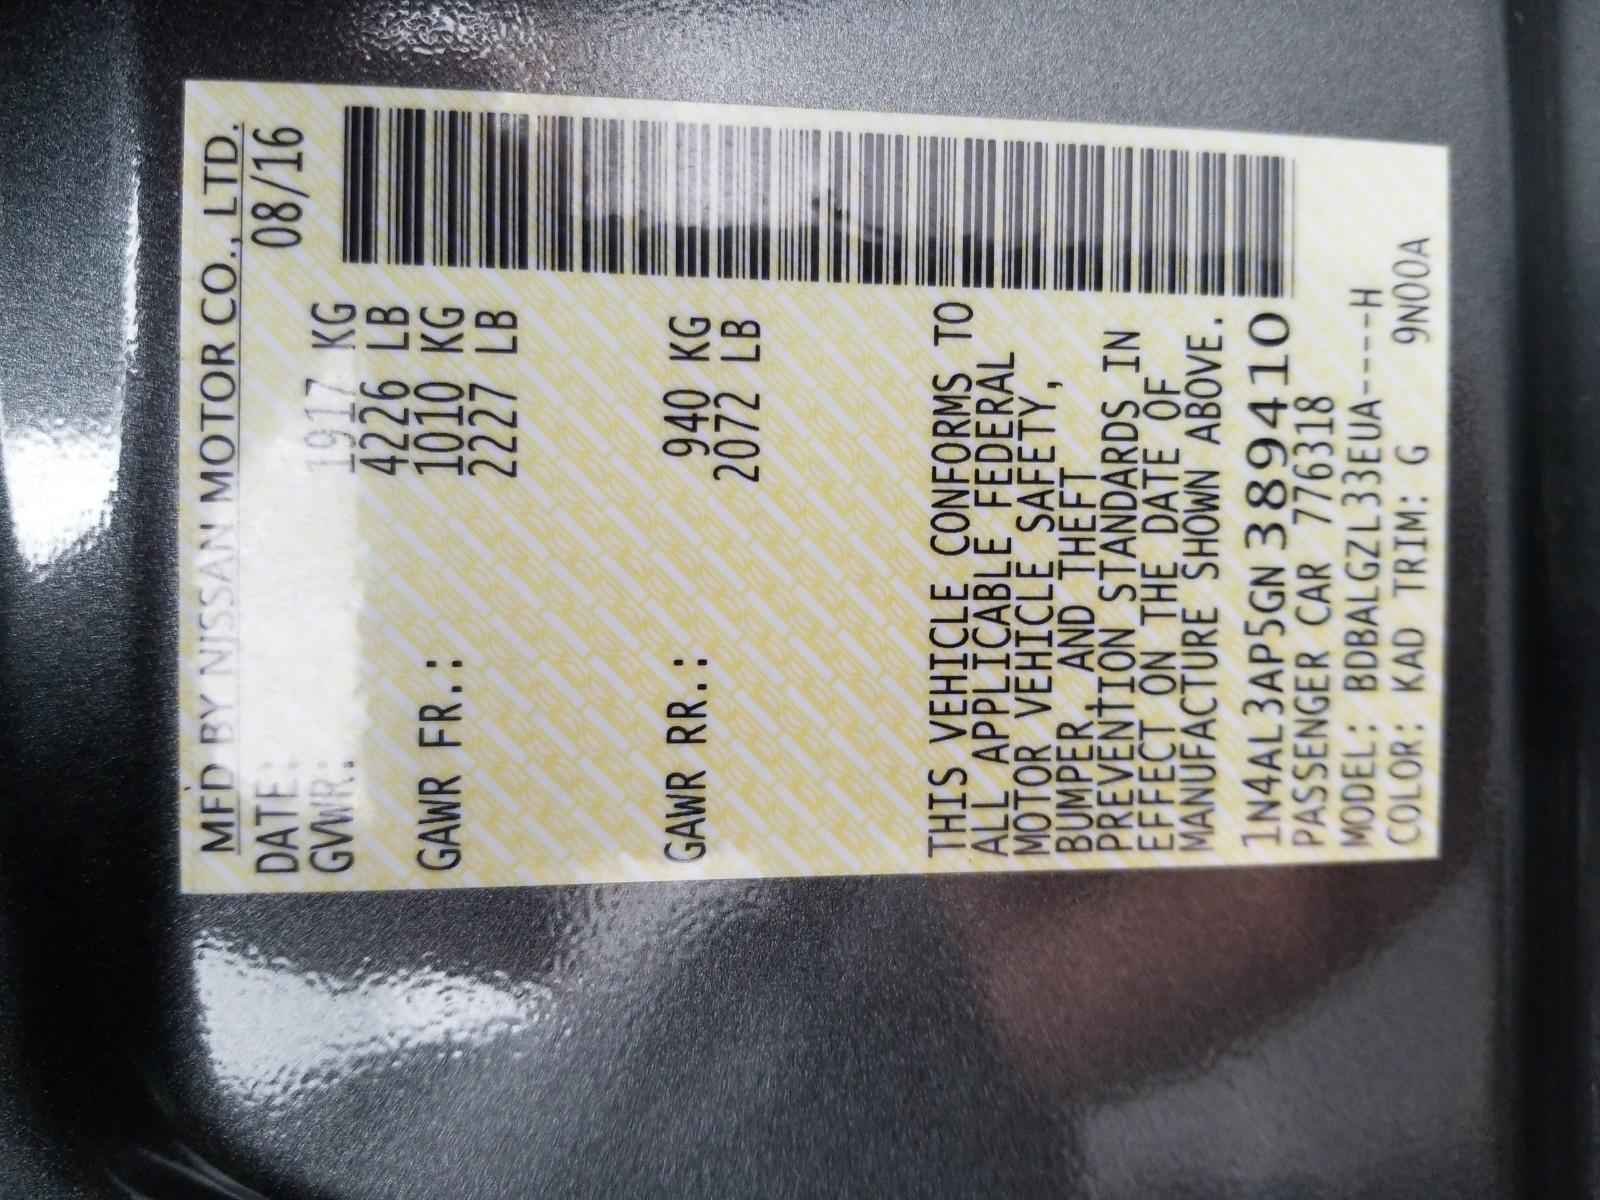 MFD BY NISSAN MOTOR CO., LTD.
DATE: 08/16
GVWR: 1917 KG
4226 LB
GAWR FR.: 1010 KG
2227 LB
GAWR RR.: 940 KG
2072 LB
THIS VEHICLE CONFORMS TO
ALL APPLICABLE FEDERAL
MOTOR VEHICLE SAFETY,
BUMPER, AND THEFT
PREVENTION STANDARDS IN
EFFECT ON THE DATE OF
MANUFACTURE SHOWN ABOVE.
1N4AL3AP5GN389410
PASSENGER CAR 776318
MODEL: BDBALGZL33EUA----H
COLOR: KAD TRIM: G 9N00A